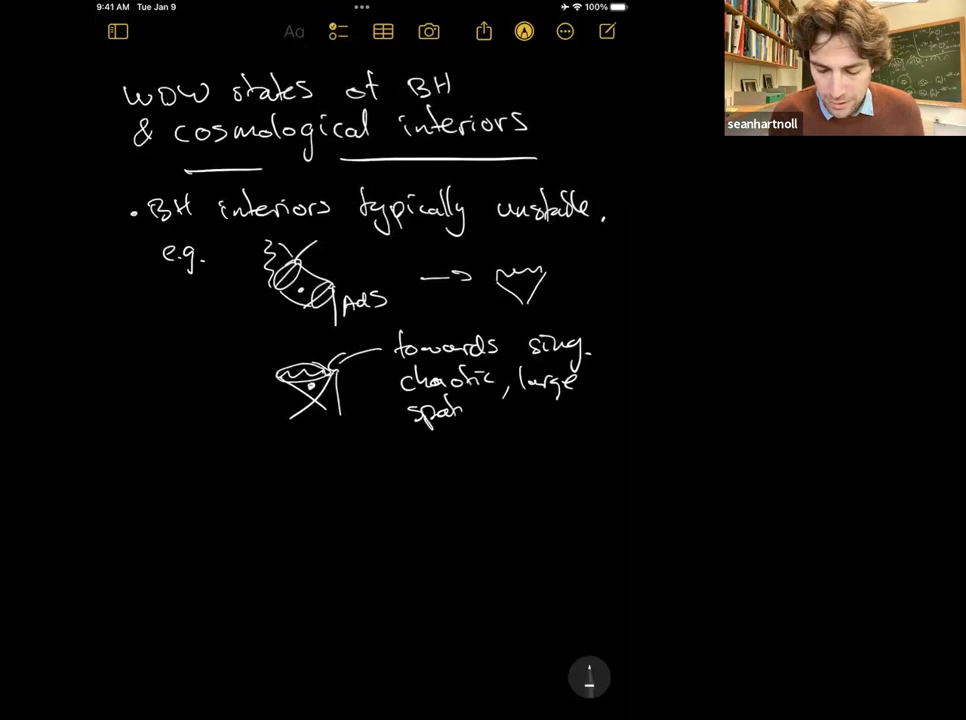 9:41 AM Tue Jan 9
100%
Aa
seanhartnoll
WDW states of BH
& cosmological interiors
• BH interiors typically unstable.
e.g.
AdS
towards sing.
chaotic, large
spat